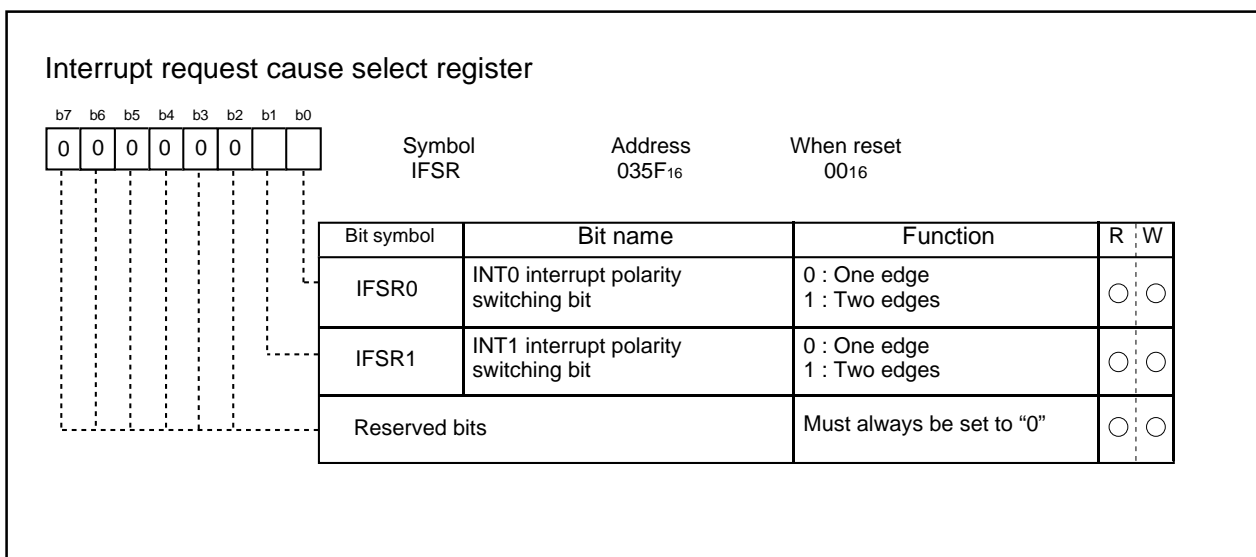 Interrupt request cause select register
b7 b6 b5 b4 b3 b2 b1 b0
0 0 0 0 0 0
Symbol Address When reset
IFSR 035F16 0016
Bit symbol Bit name Function R W
IFSR0 INT0 interrupt polarity switching bit 0 : One edge
1 : Two edges
IFSR1 INT1 interrupt polarity switching bit 0 : One edge
1 : Two edges
Reserved bits Must always be set to “0”